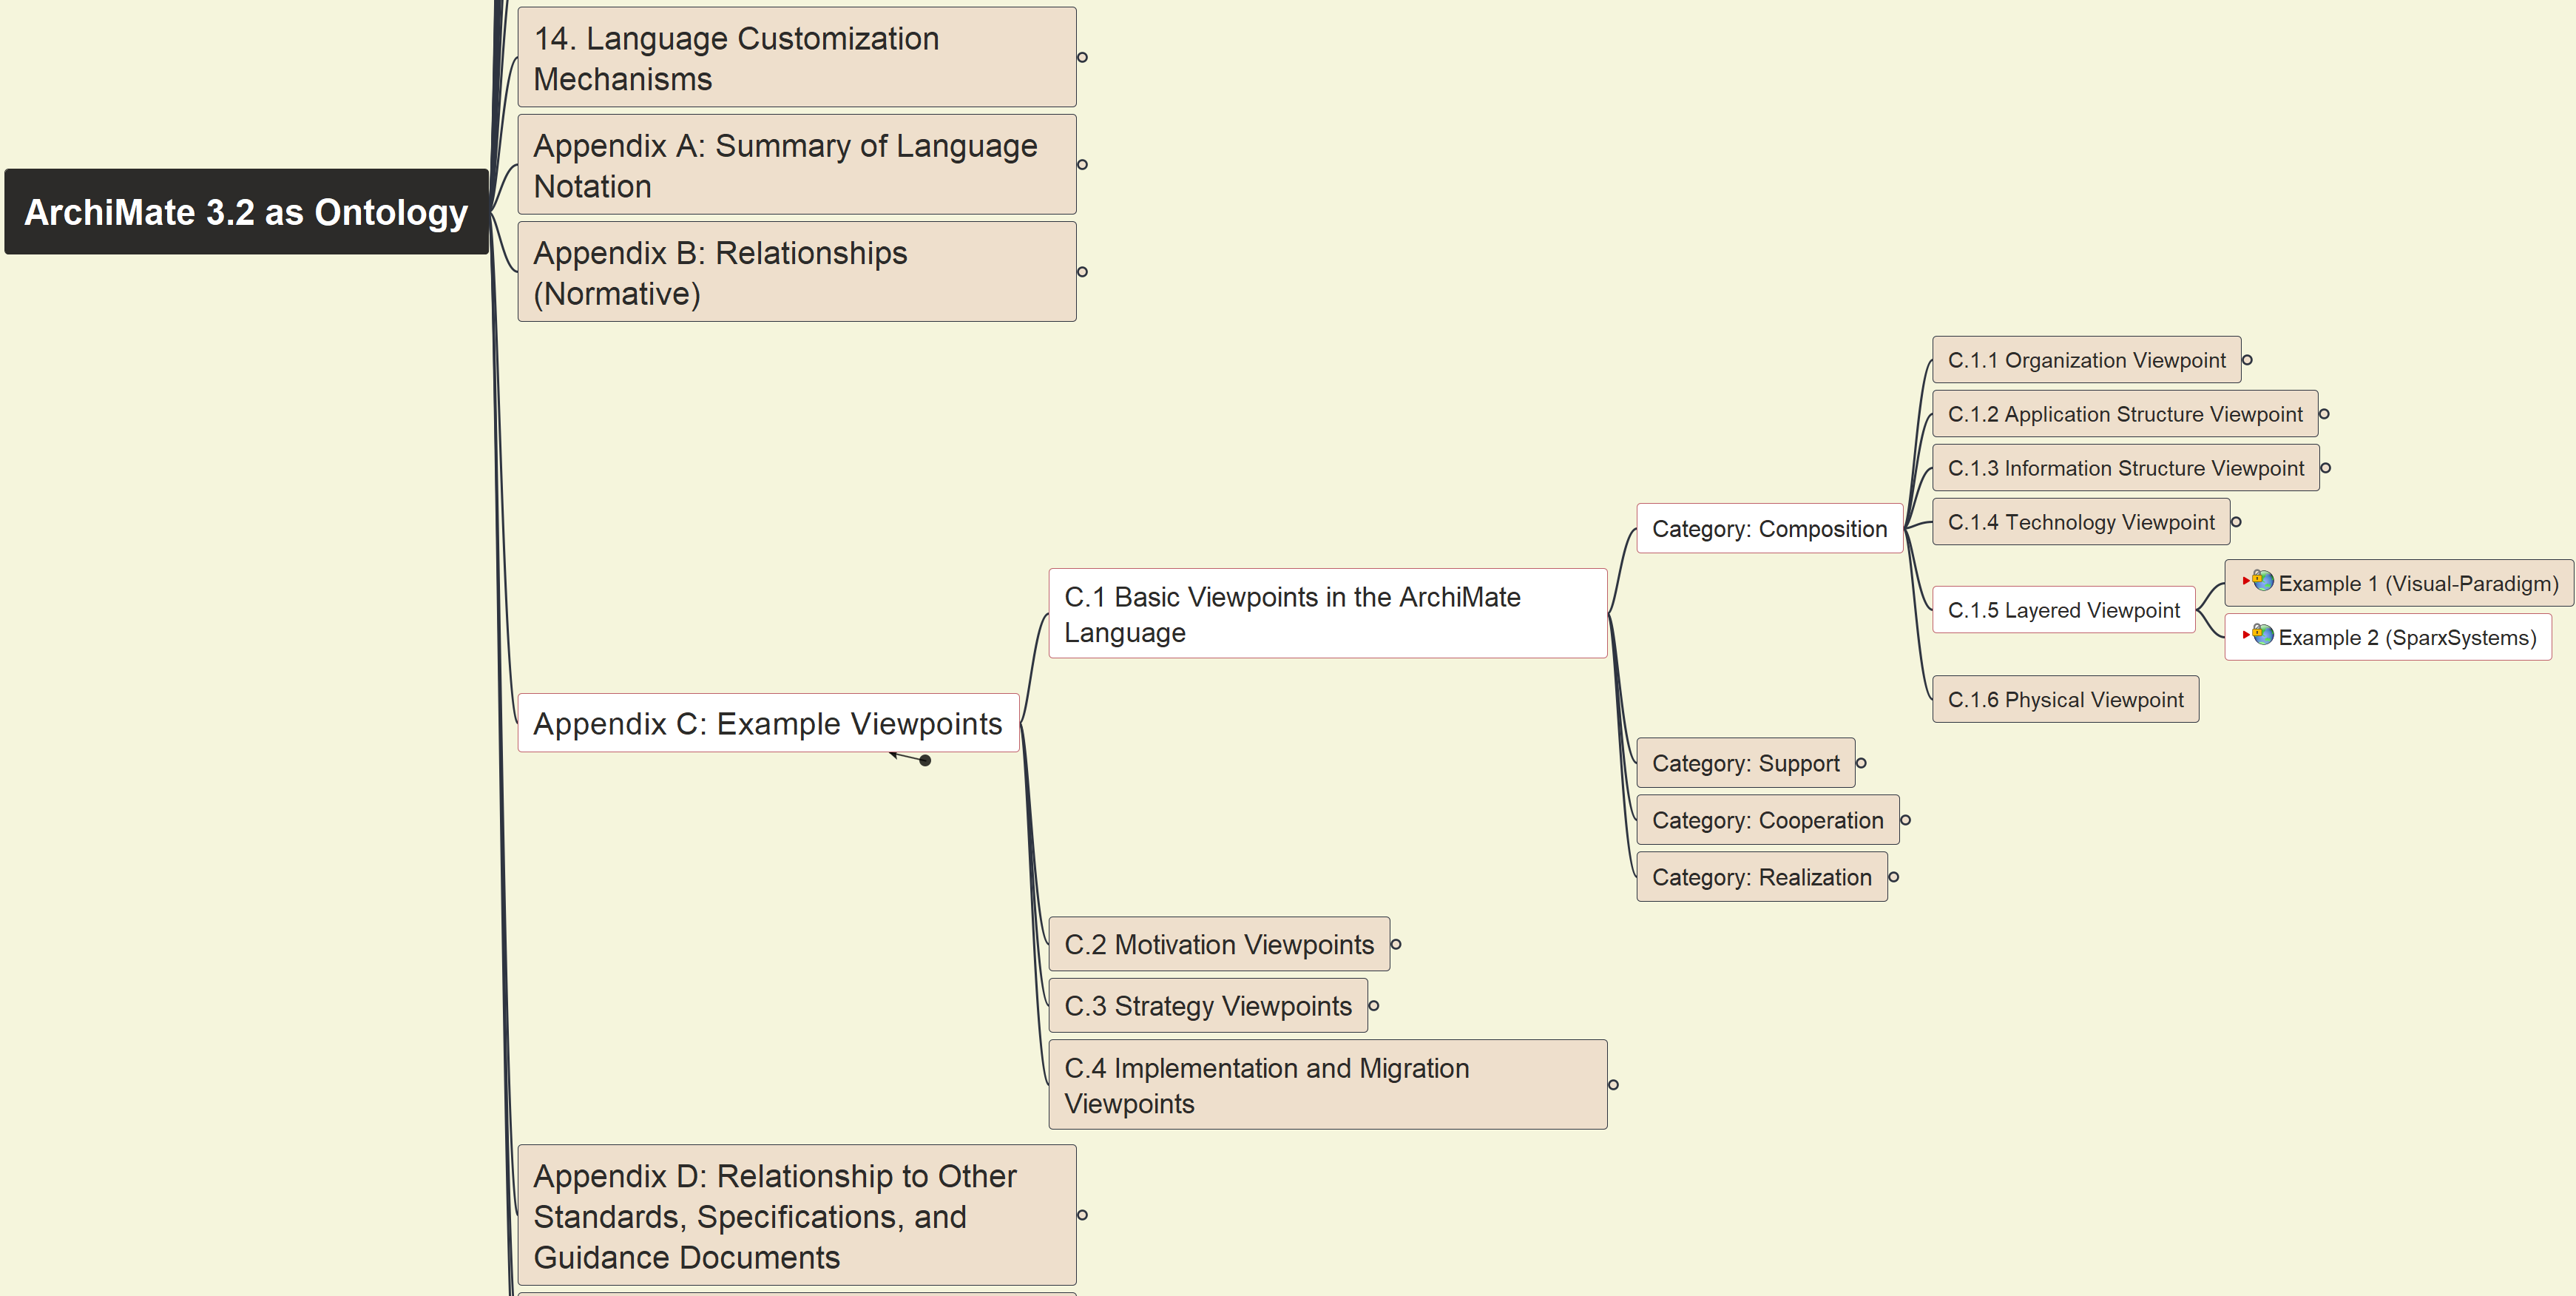 14. Language Customization
Mechanisms
Appendix A: Summary of Language
Notation
ArchiMate 3.2 as Ontology
Appendix B: Relationships
(Normative)
Appendix C: Example Viewpoints
C.1 Basic Viewpoints in the ArchiMate
Language
Category: Composition
C.1.1 Organization Viewpoint
C.1.2 Application Structure Viewpoint
C.1.3 Information Structure Viewpoint
C.1.4 Technology Viewpoint
C.1.5 Layered Viewpoint
Example 1 (Visual-Paradigm)
Example 2 (SparxSystems)
C.1.6 Physical Viewpoint
Category: Support
Category: Cooperation
Category: Realization
C.2 Motivation Viewpoints
C.3 Strategy Viewpoints
C.4 Implementation and Migration
Viewpoints
Appendix D: Relationship to Other
Standards, Specifications, and
Guidance Documents